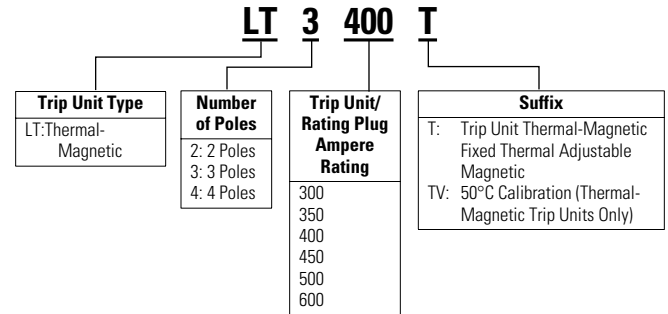 LT 3 400 T
Trip Unit Type
LT:Thermal-
Magnetic
Number
of Poles
2: 2 Poles
3: 3 Poles
4: 4 Poles
Trip Unit/
Rating Plug
Ampere
Rating
300
350
400
450
500
600
Suffix
T: Trip Unit Thermal-Magnetic
Fixed Thermal Adjustable
Magnetic
TV: 50°C Calibration (Thermal-
Magnetic Trip Units Only)